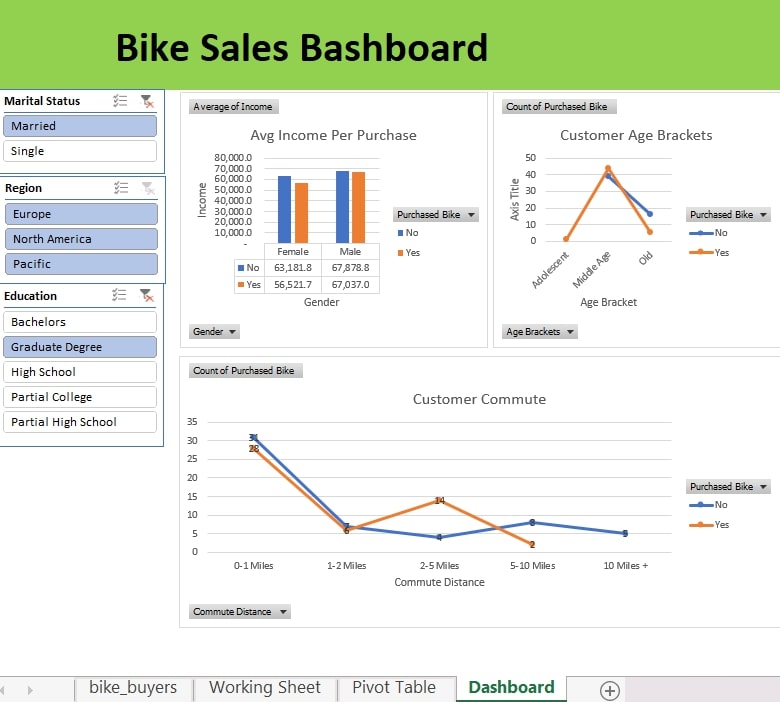 Bike Sales Bashboard
Marital Status
Married
Single
Region
Europe
North America
Pacific
Education
Bachelors
Graduate Degree
High School
Partial College
Partial High School
Average of Income
Avg Income Per Purchase
80,000.0
70,000.0
60,000.0
50,000.0
40,000.0
30,000.0
20,000.0
10,000.0
-
Income
Female Male
No 63,181.8 67,878.8
Yes 56,521.7 67,037.0
Gender
Purchased Bike
No
Yes
Gender
Count of Purchased Bike
Customer Age Brackets
50
40
30
20
10
0
Axis Title
Adolescent Middle Age Old
Age Bracket
Purchased Bike
No
Yes
Age Brackets
Count of Purchased Bike
Customer Commute
35
30
25
20
15
10
5
0
31
28
7
6
14
4
8
2
5
0-1 Miles 1-2 Miles 2-5 Miles 5-10 Miles 10 Miles +
Commute Distance
Purchased Bike
No
Yes
Commute Distance
bike_buyers Working Sheet Pivot Table Dashboard